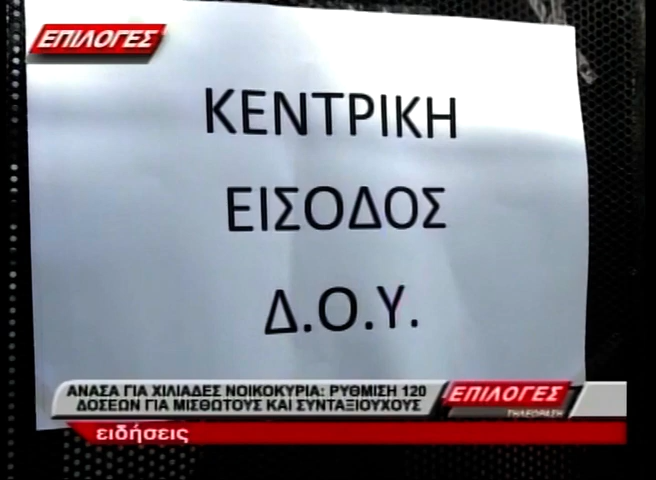 ΕΠΙΛΟΓΕΣ
ΚΕΝΤΡΙΚΗ
ΕΙΣΟΔΟΣ
Δ.Ο.Υ.
ΑΝΑΣΑ ΓΙΑ ΧΙΛΙΑΔΕΣ ΝΟΙΚΟΚΥΡΙΑ: ΡΥΘΜΙΣΗ 120
ΔΟΣΕΩΝ ΓΙΑ ΜΙΣΘΩΤΟΥΣ ΚΑΙ ΣΥΝΤΑΞΙΟΥΧΟΥΣ
ΕΠΙΛΟΓΕΣ
ΤΗΛΕΟΡΑΣΗ
ειδήσεις